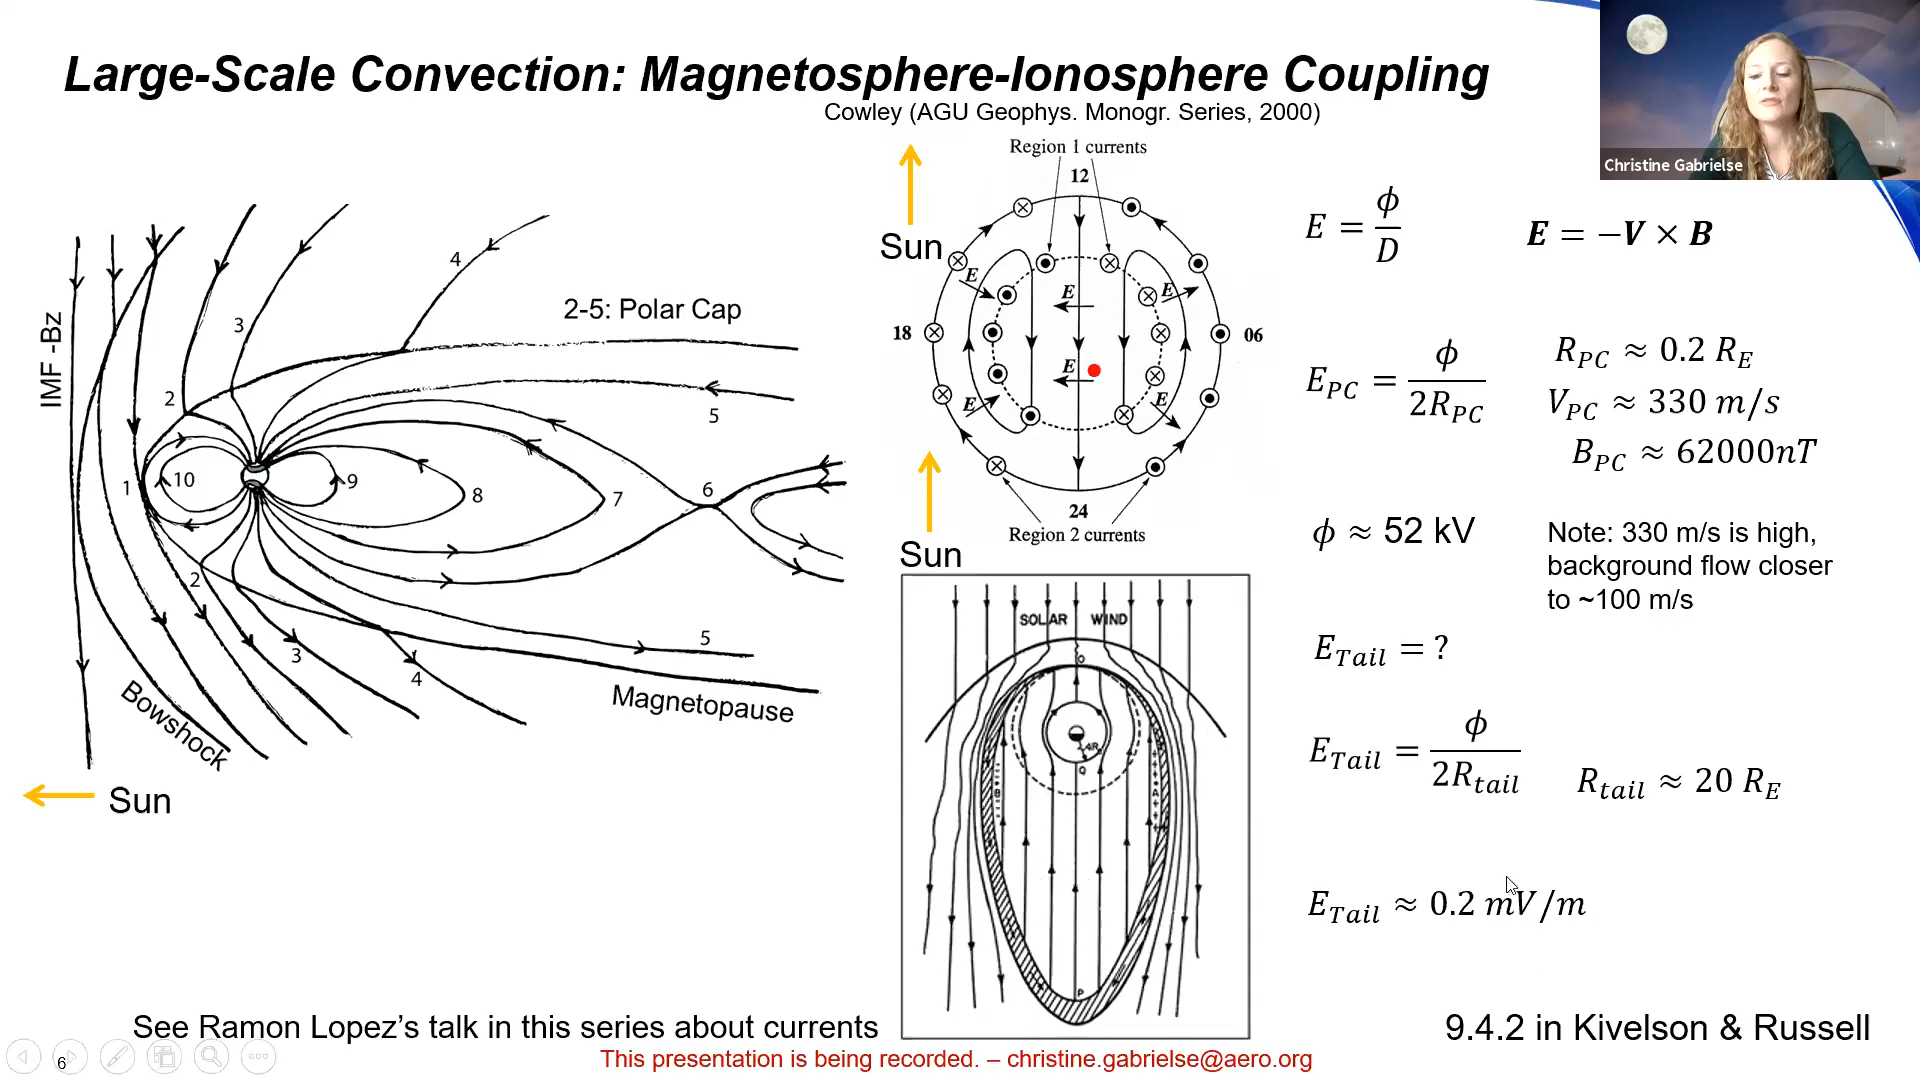 Large-Scale Convection: Magnetosphere-Ionosphere Coupling
Cowley (AGU Geophys. Monogr. Series, 2000)
Christine Gabrielse
IMF -Bz
1
2
3
4
2-5: Polar Cap
5
6
7
8
9
10
2
3
4
5
Bowshock
Magnetopause
Sun
Sun
Region 1 currents
12
18
06
24
E
E
E
E
E
E
Region 2 currents
Sun
SOLAR WIND
O
Q
B
A
P
E = ϕ/D
E = −V × B
E_PC = ϕ/2R_PC
R_PC ≈ 0.2 R_E
V_PC ≈ 330 m/s
B_PC ≈ 62000nT
ϕ ≈ 52 kV
Note: 330 m/s is high,
background flow closer
to ~100 m/s
E_Tail = ?
E_Tail = ϕ/2R_tail
R_tail ≈ 20 R_E
E_Tail ≈ 0.2 mV/m
See Ramon Lopez's talk in this series about currents
9.4.2 in Kivelson & Russell
6
This presentation is being recorded. – christine.gabrielse@aero.org